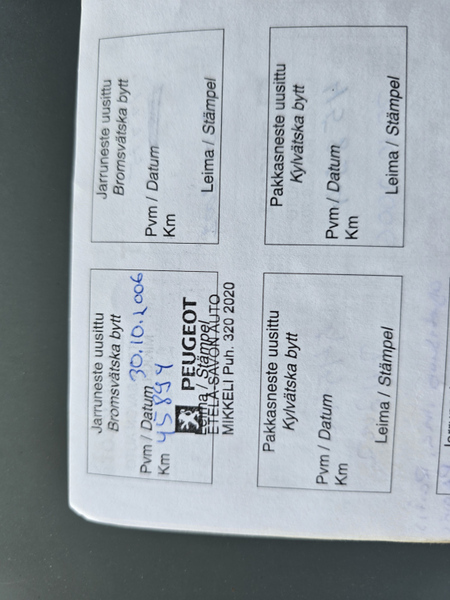 Jarruneste uusittu
Bromsvätska bytt
Pvm / Datum 30.10.2006
Km 45894
Leima / Stämpel
PEUGEOT
ETELÄ-SAVON AUTO
MIKKELI Puh. 320 2020
Jarruneste uusittu
Bromsvätska bytt
Pvm / Datum
Km
Leima / Stämpel
Pakkasneste uusittu
Kylvätska bytt
Pvm / Datum
Km
Leima / Stämpel
Pakkasneste uusittu
Kylvätska bytt
Pvm / Datum
Km
Leima / Stämpel